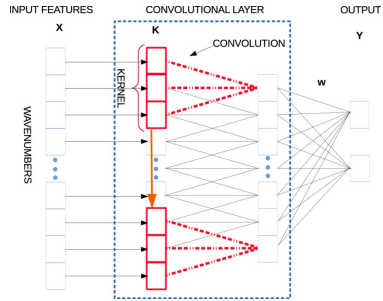 INPUT FEATURES
CONVOLUTIONAL LAYER
OUTPUT
X
K
Y
CONVOLUTION
KERNEL
W
WAVENUMBERS